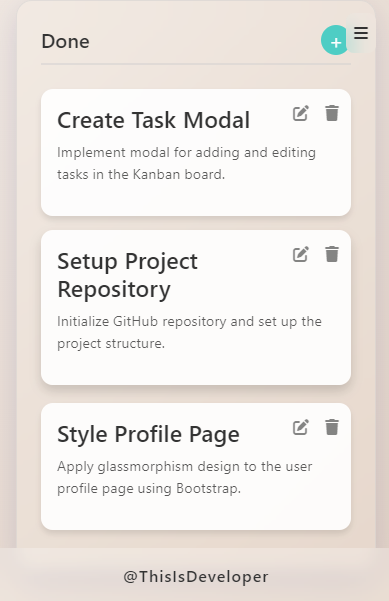 Done
+
Create Task Modal
Implement modal for adding and editing
tasks in the Kanban board.
Setup Project
Repository
Initialize GitHub repository and set up the
project structure.
Style Profile Page
Apply glassmorphism design to the user
profile page using Bootstrap.
@ThisIsDeveloper